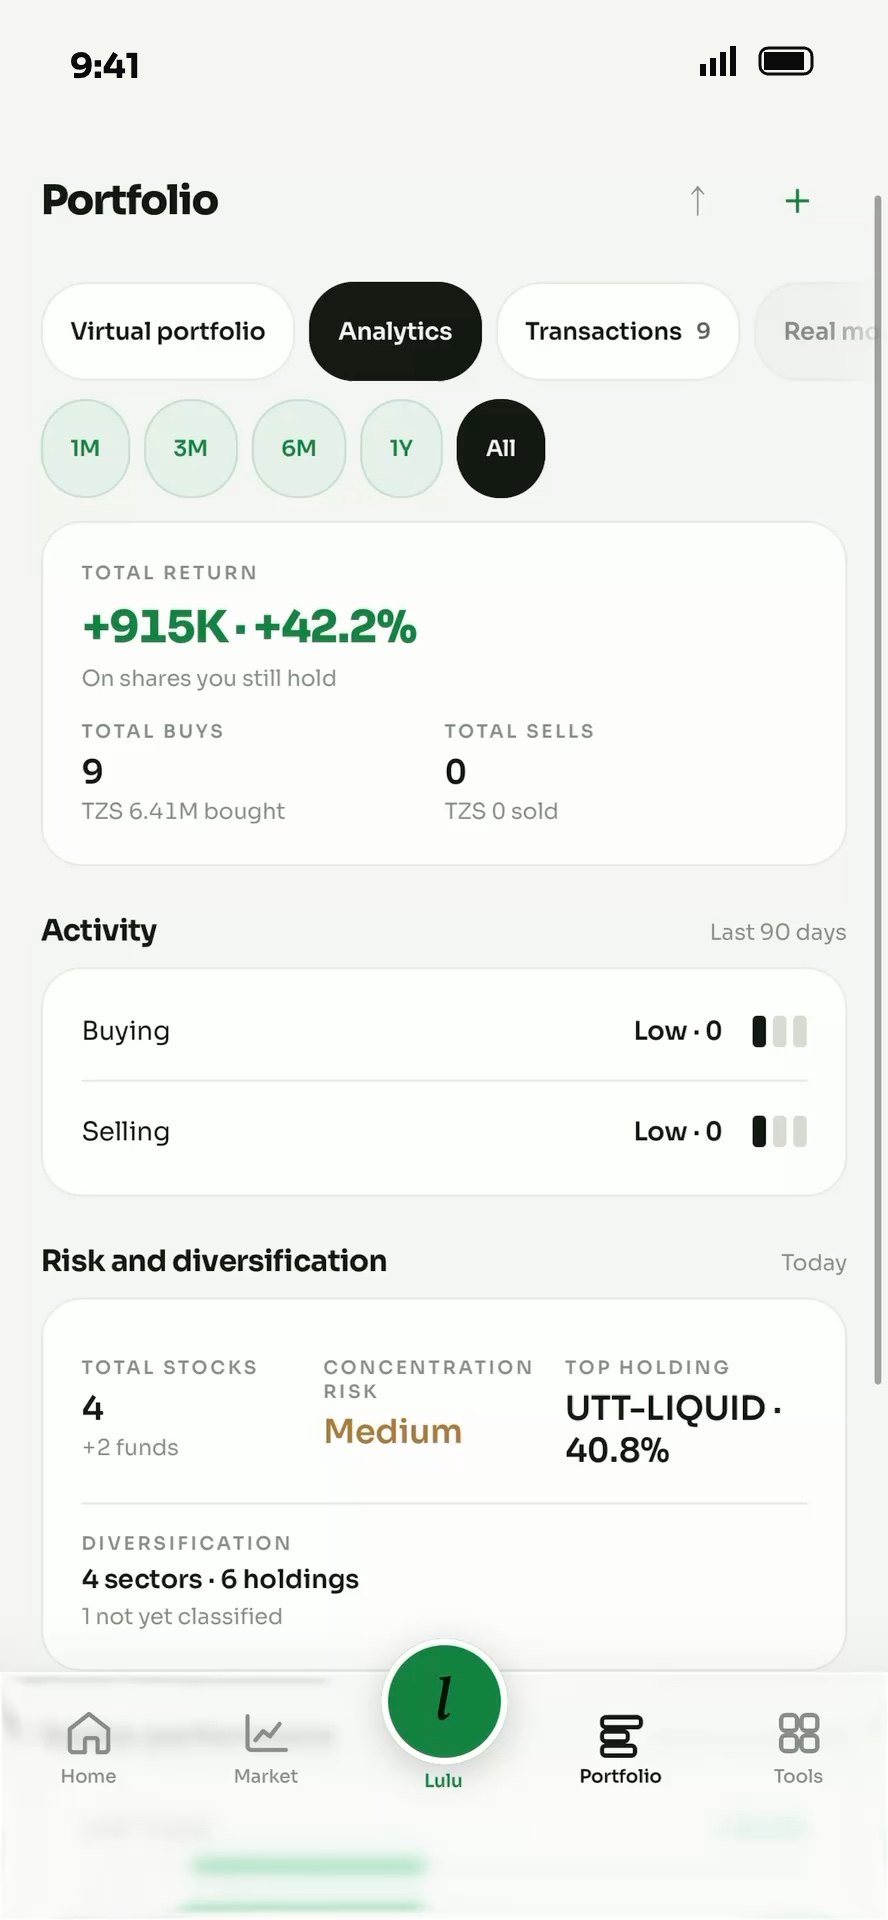 9:41
Portfolio
Virtual portfolio
Analytics
Transactions 9
Real mo
1M
3M
6M
1Y
All
TOTAL RETURN
+915K · +42.2%
On shares you still hold
TOTAL BUYS
TOTAL SELLS
9
0
TZS 6.41M bought
TZS 0 sold
Activity
Last 90 days
Buying
Low · 0
Selling
Low · 0
Risk and diversification
Today
TOTAL STOCKS
4
+2 funds
CONCENTRATION
RISK
Medium
TOP HOLDING
UTT-LIQUID ·
40.8%
DIVERSIFICATION
4 sectors · 6 holdings
1 not yet classified
l
Home
Market
Lulu
Portfolio
Tools